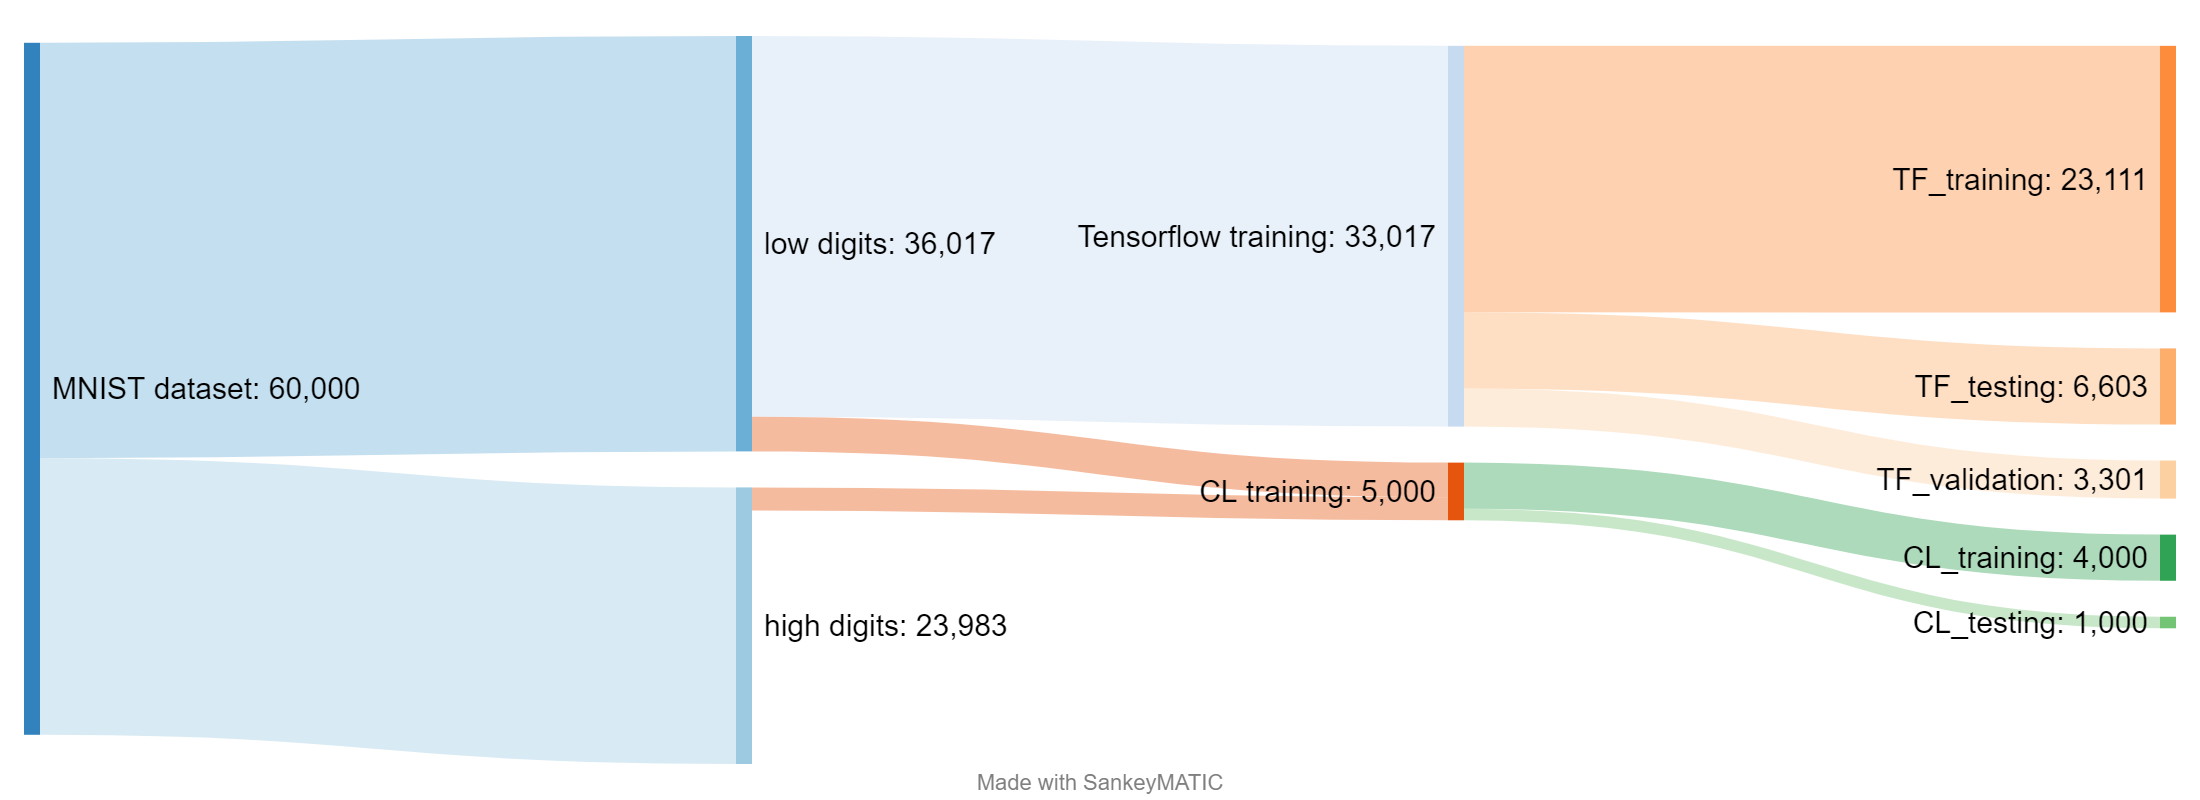 MNIST dataset: 60,000
low digits: 36,017
high digits: 23,983
Tensorflow training: 33,017
CL training: 5,000
TF_training: 23,111
TF_testing: 6,603
TF_validation: 3,301
CL_training: 4,000
CL_testing: 1,000
Made with SankeyMATIC